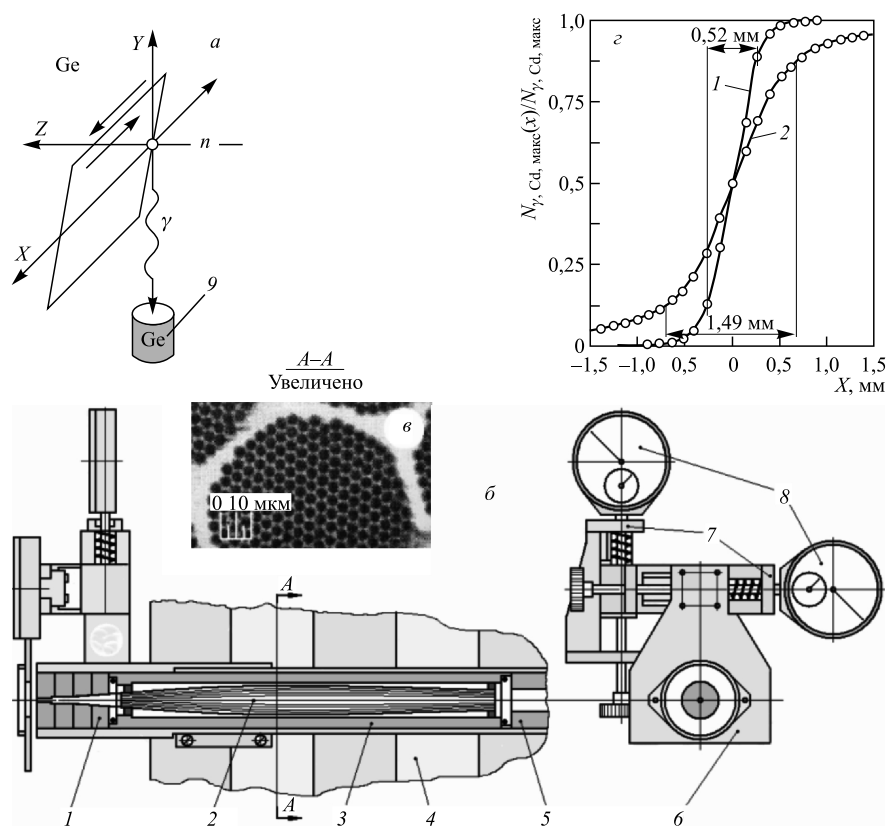 Y
а
Ge
Z
n
X
γ
9
Ge
1,0
0,75
0,5
0,25
0
N γ, Cd, макс(x)/N γ, Cd, макс
г
0,52 мм
1
2
1,49 мм
–1,5 –1,0 0,5 0 0,5 1,0 1,5
X, мм
А–А
Увеличено
в
0 10 мкм
б
8
7
А
А
1 2 3 4 5 6